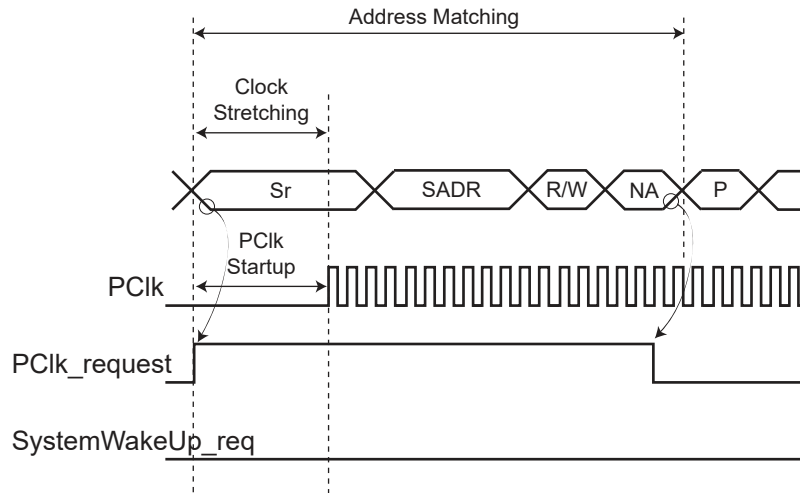 Address Matching
Clock
Stretching
Sr
SADR
R/W
NA
P
PClk
Startup
PClk
PClk_request
SystemWakeUp_req